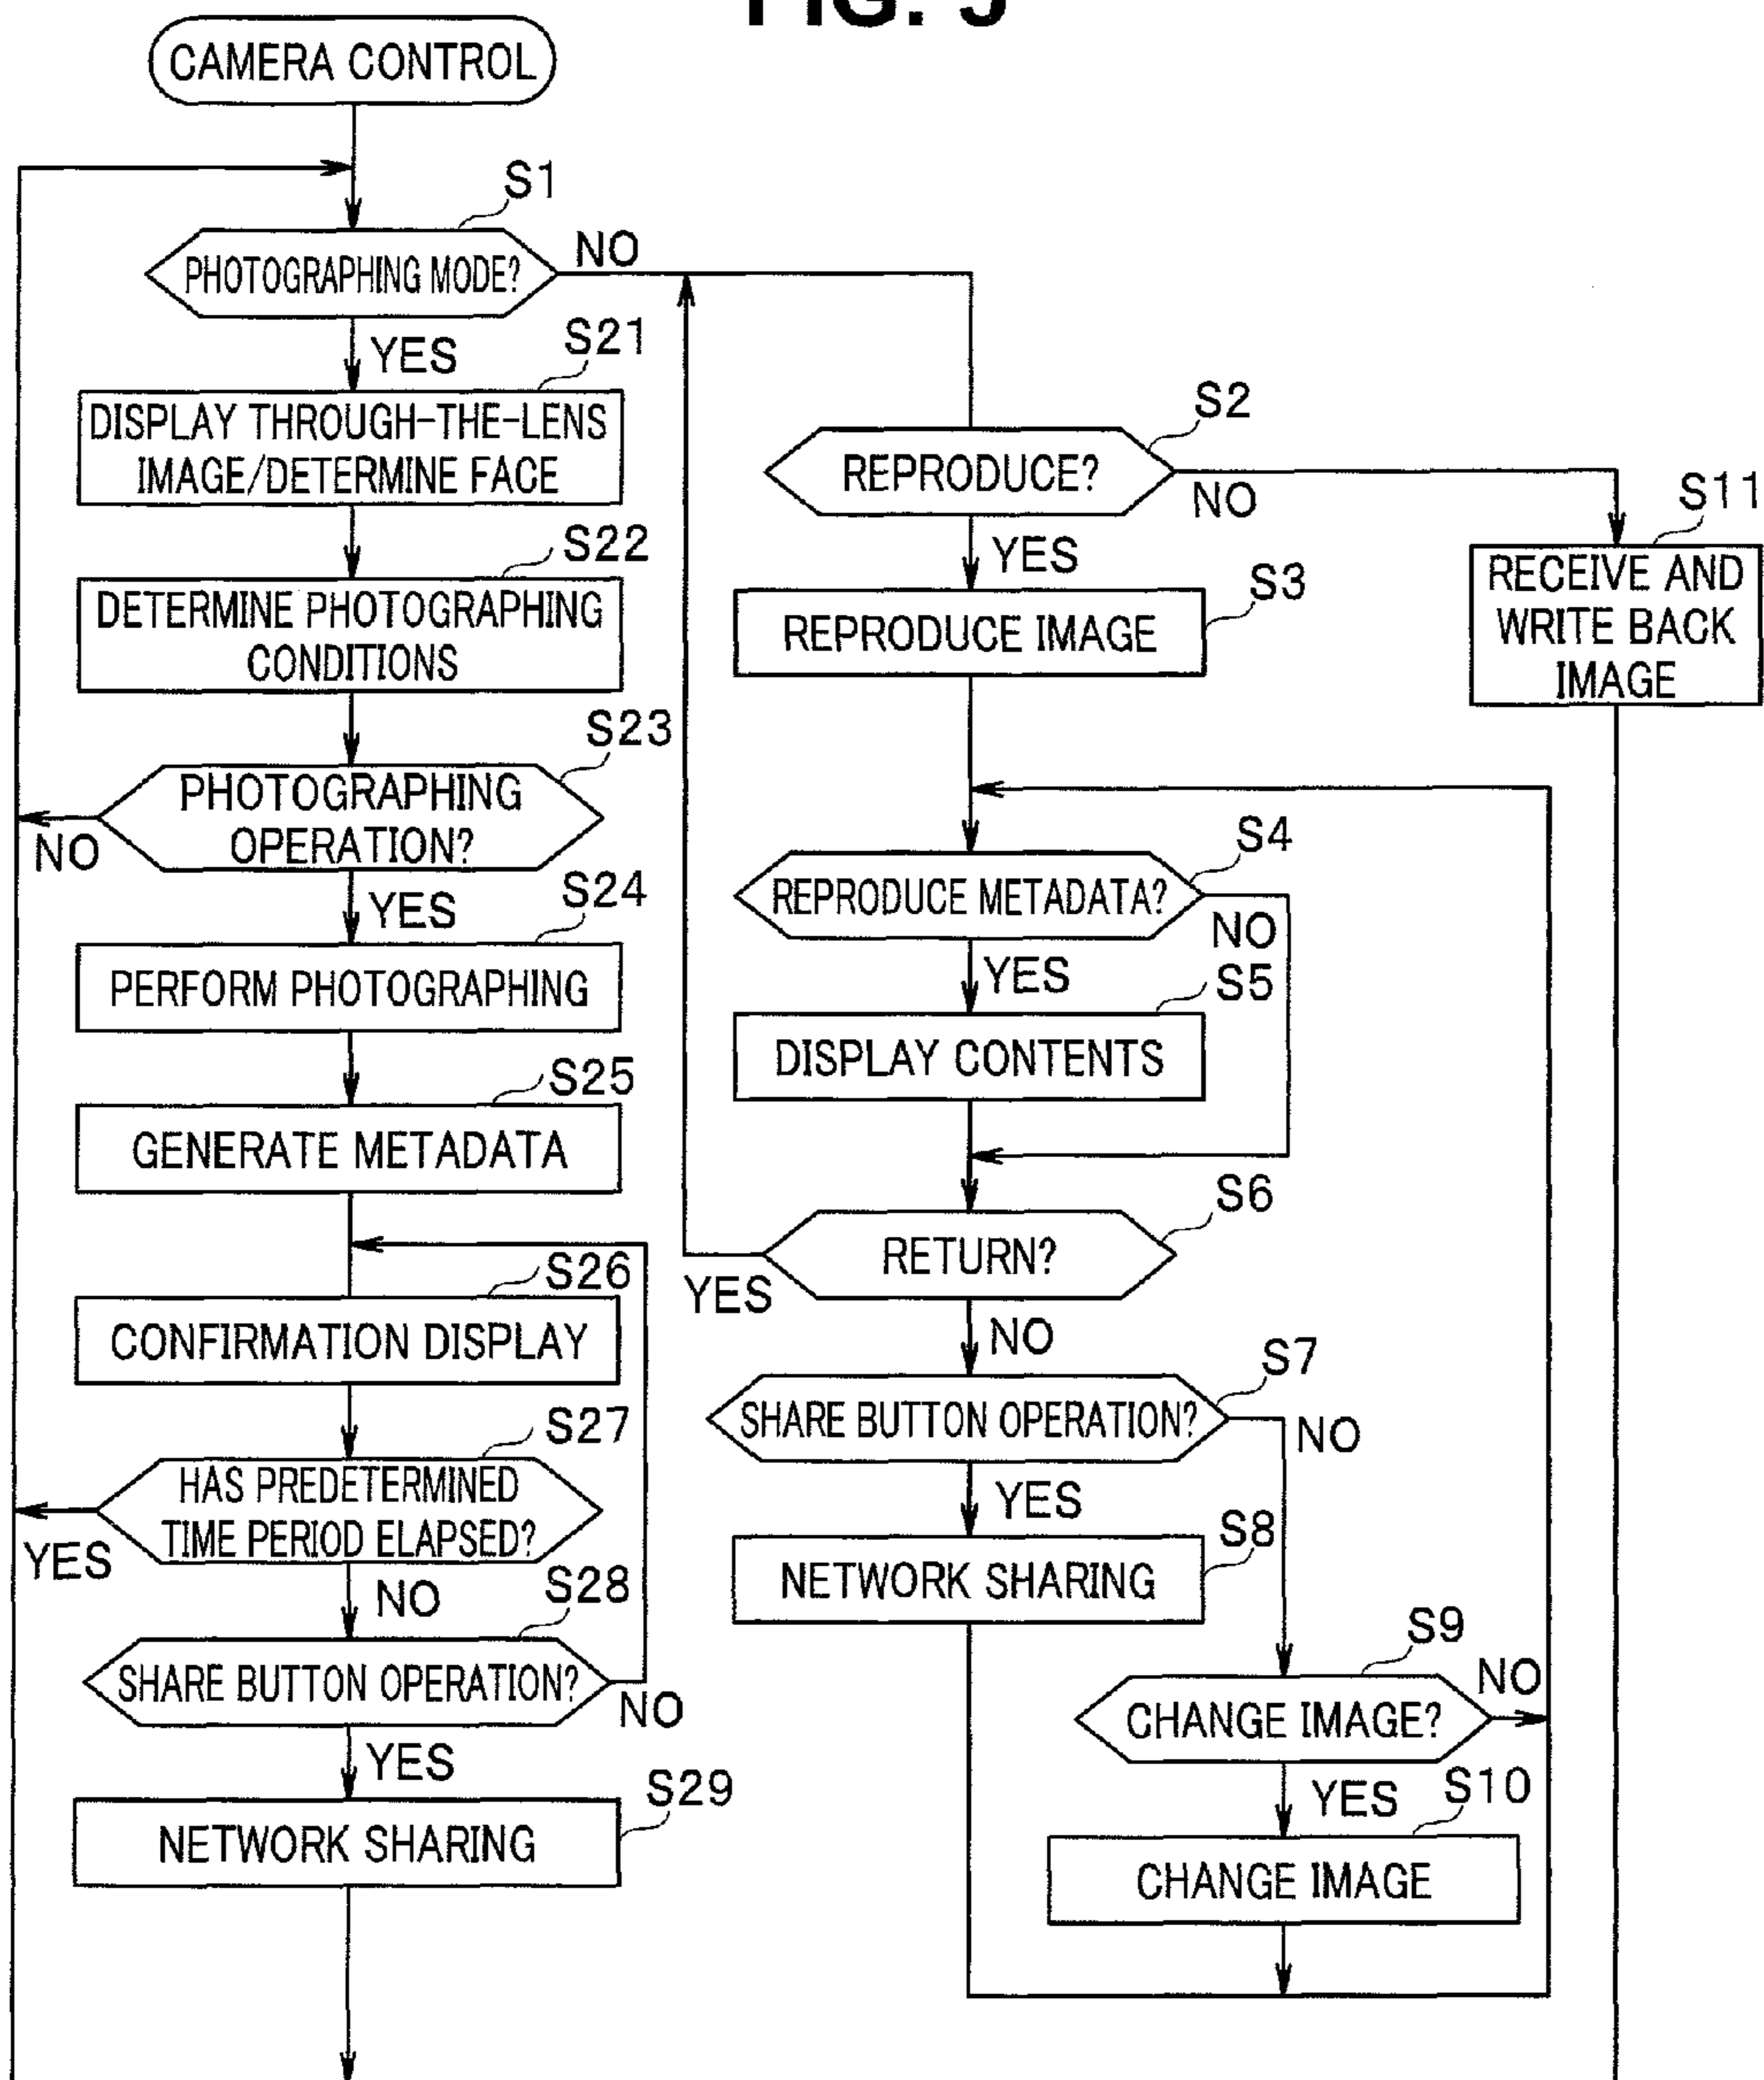 CAMERA CONTROL
S1
PHOTOGRAPHING MODE?
NO
YES
S21
DISPLAY THROUGH-THE-LENS
IMAGE/DETERMINE FACE
S22
DETERMINE PHOTOGRAPHING
CONDITIONS
S23
PHOTOGRAPHING
OPERATION?
NO
YES
S24
PERFORM PHOTOGRAPHING
S25
GENERATE METADATA
S26
CONFIRMATION DISPLAY
S27
HAS PREDETERMINED
TIME PERIOD ELAPSED?
YES
NO
S28
SHARE BUTTON OPERATION?
NO
YES
S29
NETWORK SHARING
S2
REPRODUCE?
NO
YES
S3
REPRODUCE IMAGE
S4
REPRODUCE METADATA?
NO
YES
S5
DISPLAY CONTENTS
S6
RETURN?
YES
NO
S7
SHARE BUTTON OPERATION?
NO
YES
S8
NETWORK SHARING
S9
CHANGE IMAGE?
NO
YES
S10
CHANGE IMAGE
S11
RECEIVE AND
WRITE BACK
IMAGE